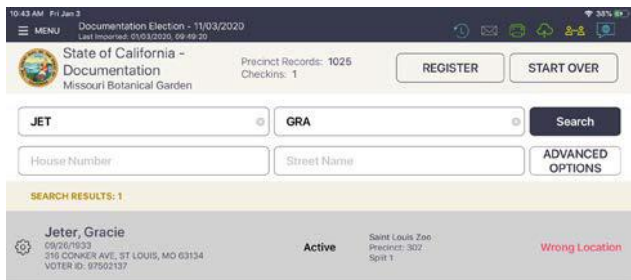 10:43 AM Fri Jan 3 38%
MENU Documentation Election - 11/03/2020
Last Imported: 01/03/2020, 09:49:20
State of California - Documentation
Missouri Botanical Garden
Precinct Records: 1025
Checkins: 1
REGISTER START OVER
JET GRA Search
House Number Street Name ADVANCED OPTIONS
SEARCH RESULTS: 1
Jeter, Gracie
09/26/1933
316 CONKER AVE, ST LOUIS, MO 63134
VOTER ID: 97502137
Active
Saint Louis Zoo
Precinct: 302
Split 1
Wrong Location